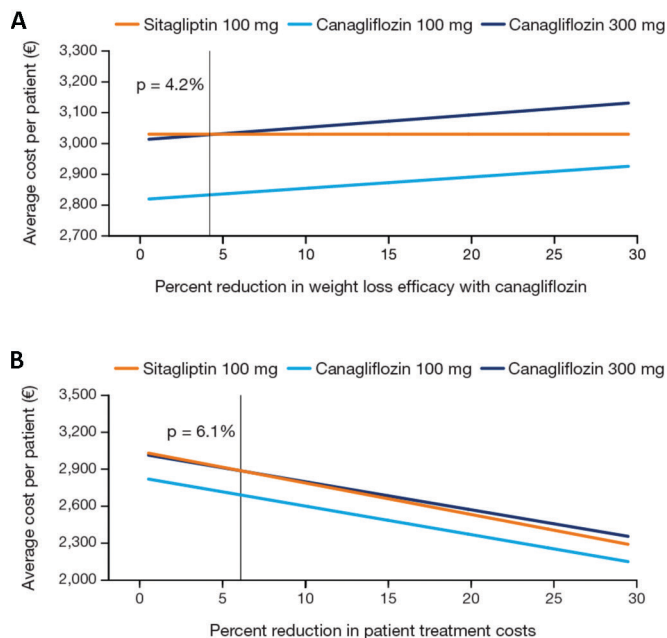 A
Sitagliptin 100 mg Canagliflozin 100 mg Canagliflozin 300 mg
Average cost per patient (€)
3,300
3,200
3,100
3,000
2,900
2,800
2,700
p = 4.2%
0 5 10 15 20 25 30
Percent reduction in weight loss efficacy with canagliflozin
B
Sitagliptin 100 mg Canagliflozin 100 mg Canagliflozin 300 mg
Average cost per patient (€)
3,500
3,200
2,900
2,600
2,300
2,000
p = 6.1%
0 5 10 15 20 25 30
Percent reduction in patient treatment costs